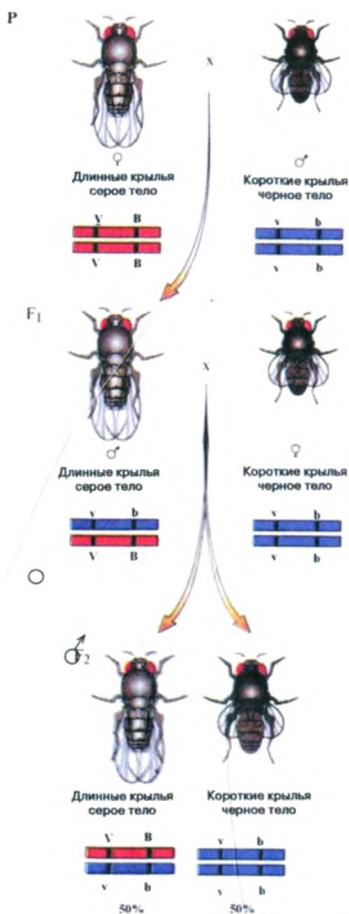 P
x
♀
♂
Длинные крылья
серое тело
Короткие крылья
черное тело
V B
V B
v b
v b
F1
x
♂
♀
Длинные крылья
серое тело
Короткие крылья
черное тело
v b
V B
v b
v b
♂
F2
Длинные крылья
серое тело
Короткие крылья
черное тело
V B
v b
v b
v b
50%
50%